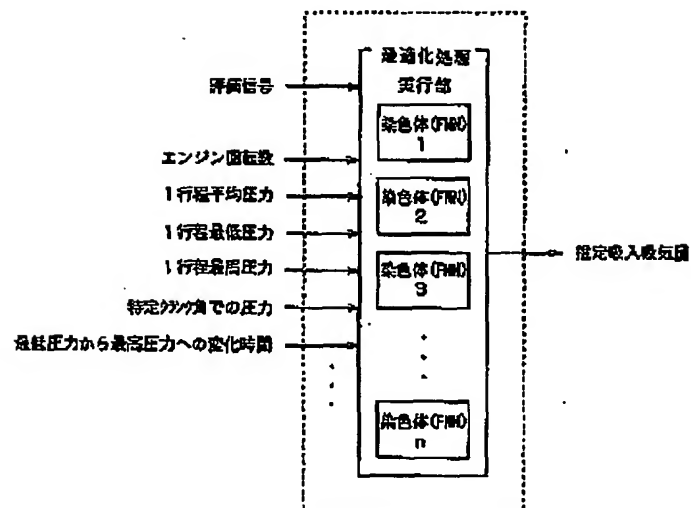 最適化処理
実行部
評価信号
染色体(FNN)
1
エンジン回転数
1行程平均圧力
染色体(FNN)
2
1行程最低圧力
推定吸入吸気量
1行程最高圧力
染色体(FNN)
3
特定クランク角での圧力
最低圧力から最高圧力への変化時間
染色体(FNN)
n